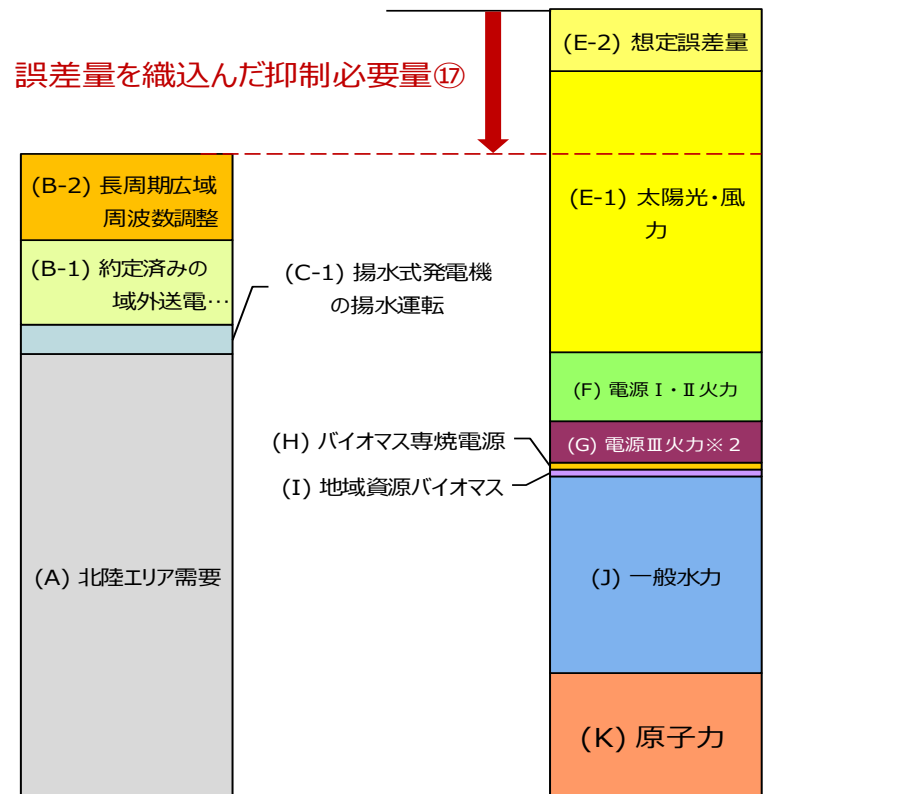 誤差量を織込んだ抑制必要量⑰
(B-2) 長周期広域
周波数調整
(B-1) 約定済みの
域外送電…
(C-1) 揚水式発電機
の揚水運転
(A) 北陸エリア需要
(E-2) 想定誤差量
(E-1) 太陽光・風
力
(F) 電源Ⅰ・Ⅱ火力
(G) 電源Ⅲ火力※2
(H) バイオマス専焼電源
(I) 地域資源バイオマス
(J) 一般水力
(K) 原子力